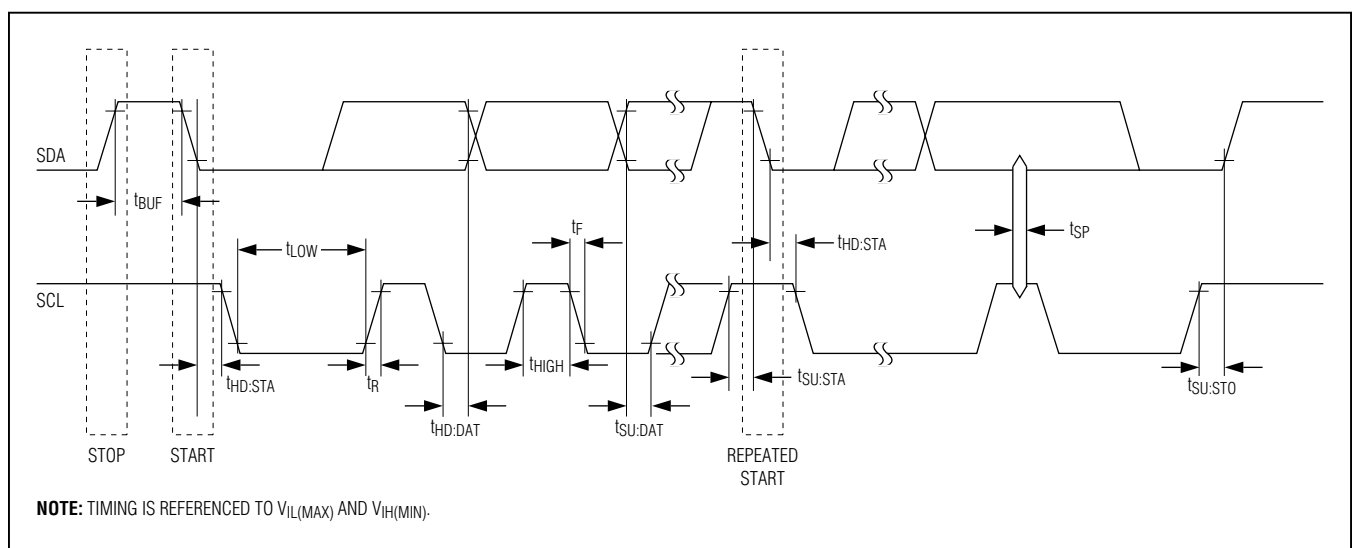 SDA
tBUF
tF
tHD:STA
tSP
tLOW
SCL
tHD:STA
tR
tHIGH
tSU:STA
tSU:STO
tHD:DAT
tSU:DAT
STOP
START
REPEATED
START
NOTE: TIMING IS REFERENCED TO VIL(MAX) AND VIH(MIN).